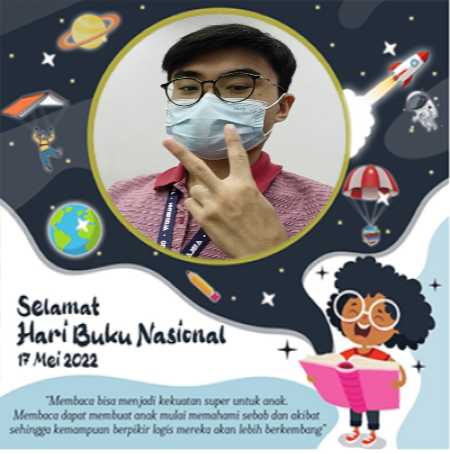 Selamat
Hari Buku Nasional
17 Mei 2022
"Membaca bisa menjadi kekuatan super untuk anak.
Membaca dapat membuat anak mulai memahami sebab dan akibat
sehingga kemampuan berpikir logis mereka akan lebih berkembang"